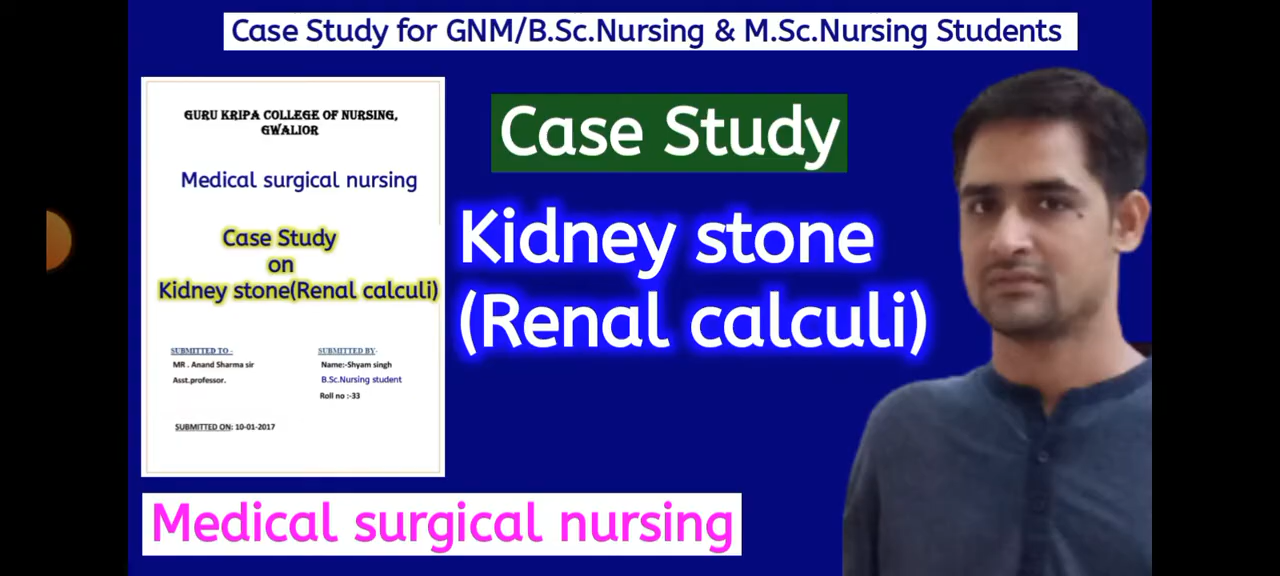 Case Study for GNM/B.Sc.Nursing & M.Sc.Nursing Students
GURU KRIPA COLLEGE OF NURSING,
GWALIOR
Medical surgical nursing
Case Study
on
Kidney stone(Renal calculi)
SUBMITTED TO -
MR . Anand Sharma sir
Asst.professor.
SUBMITTED BY-
Name:-Shyam singh
B.Sc.Nursing student
Roll no :-33
SUBMITTED ON: 10-01-2017
Case Study
Kidney stone
(Renal calculi)
Medical surgical nursing